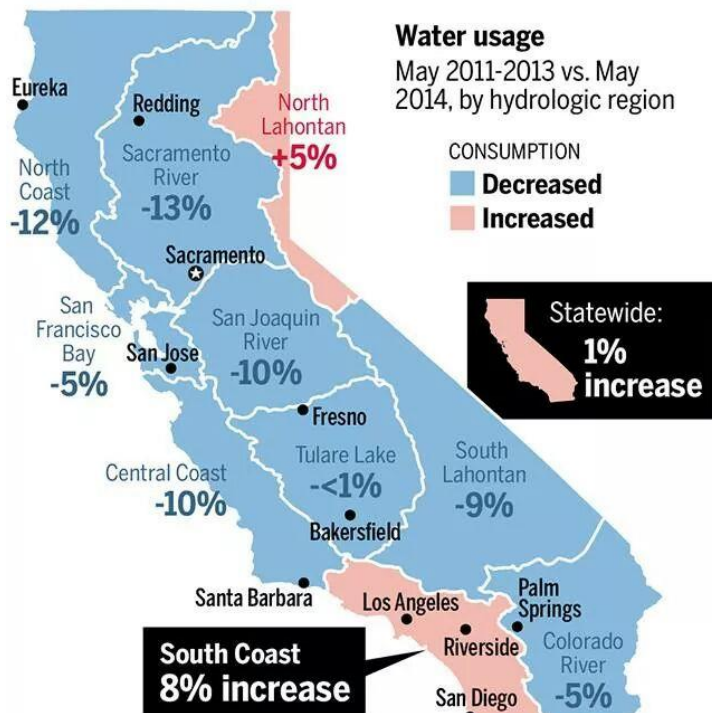 Water usage
May 2011-2013 vs. May
2014, by hydrologic region
CONSUMPTION
Decreased
Increased
Eureka
Redding
North
Lahontan
+5%
North
Coast
-12%
Sacramento
River
-13%
Sacramento
San
Francisco
Bay
-5%
San Jose
San Joaquin
River
-10%
Statewide:
1%
increase
Fresno
Central Coast
-10%
Tulare Lake
-<1%
Bakersfield
South
Lahontan
-9%
Santa Barbara
Los Angeles
Riverside
Palm
Springs
Colorado
River
-5%
South Coast
8% increase
San Diego